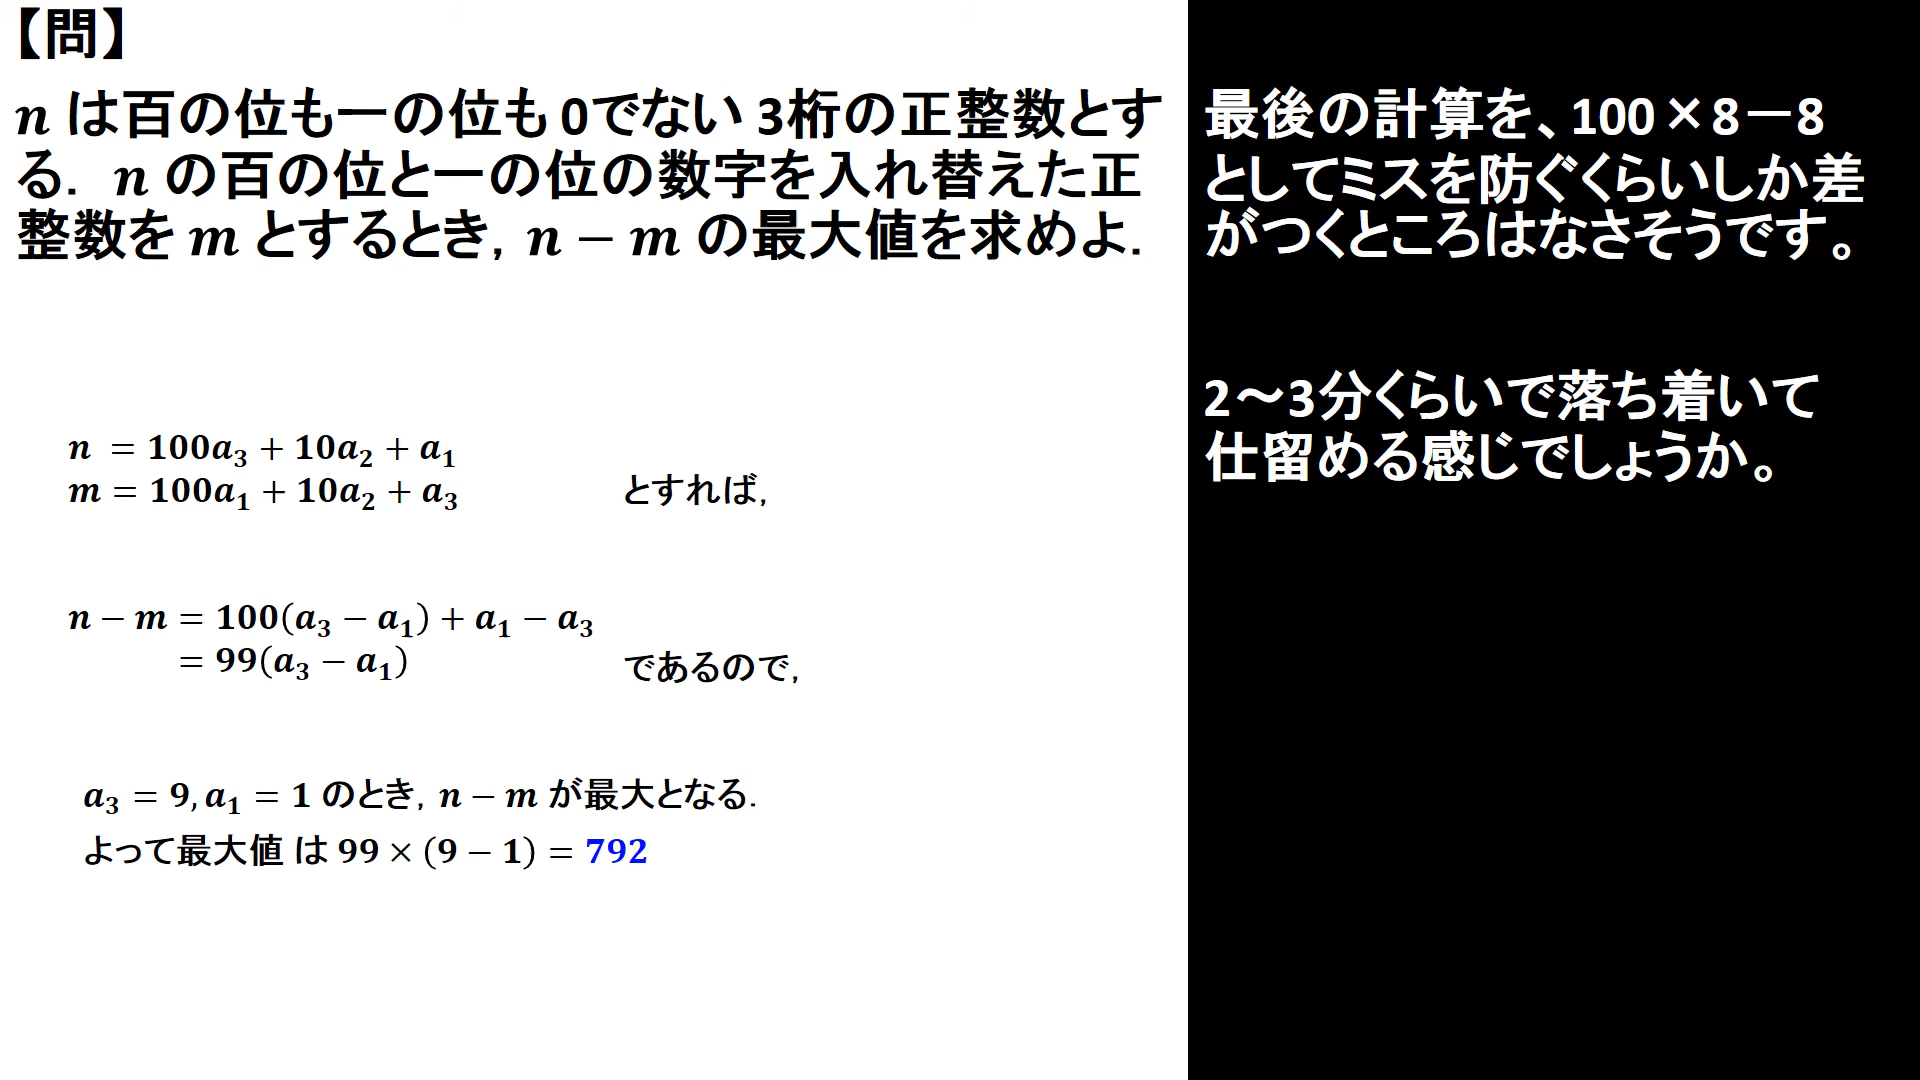 【問】
n は百の位も一の位も0でない 3桁の正整数とす
る． n の百の位と一の位の数字を入れ替えた正
整数を m とするとき, n − m の最大値を求めよ．
n = 100a₃ + 10a₂ + a₁
m = 100a₁ + 10a₂ + a₃ とすれば,
n − m = 100(a₃ − a₁) + a₁ − a₃
= 99(a₃ − a₁) であるので,
a₃ = 9, a₁ = 1 のとき, n − m が最大となる．
よって最大値 は 99 × (9 − 1) = 792
最後の計算を、100×8－8
としてミスを防ぐくらいしか差
がつくところはなさそうです。
2～3分くらいで落ち着いて
仕留める感じでしょうか。